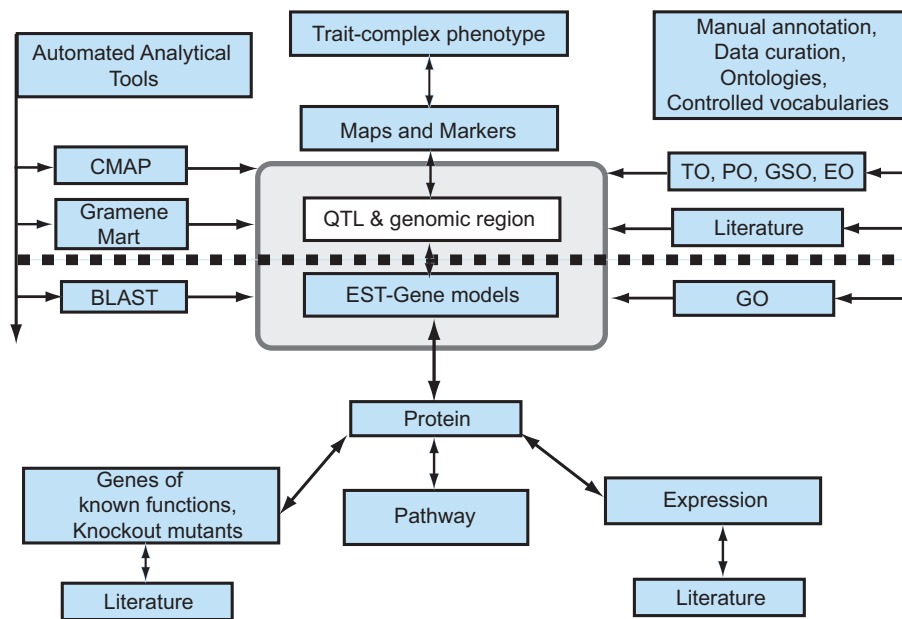 Automated Analytical
Tools
Trait-complex phenotype
Manual annotation,
Data curation,
Ontologies,
Controlled vocabularies
Maps and Markers
CMAP
TO, PO, GSO, EO
Gramene
Mart
QTL & genomic region
Literature
BLAST
EST-Gene models
GO
Protein
Genes of
known functions,
Knockout mutants
Pathway
Expression
Literature
Literature